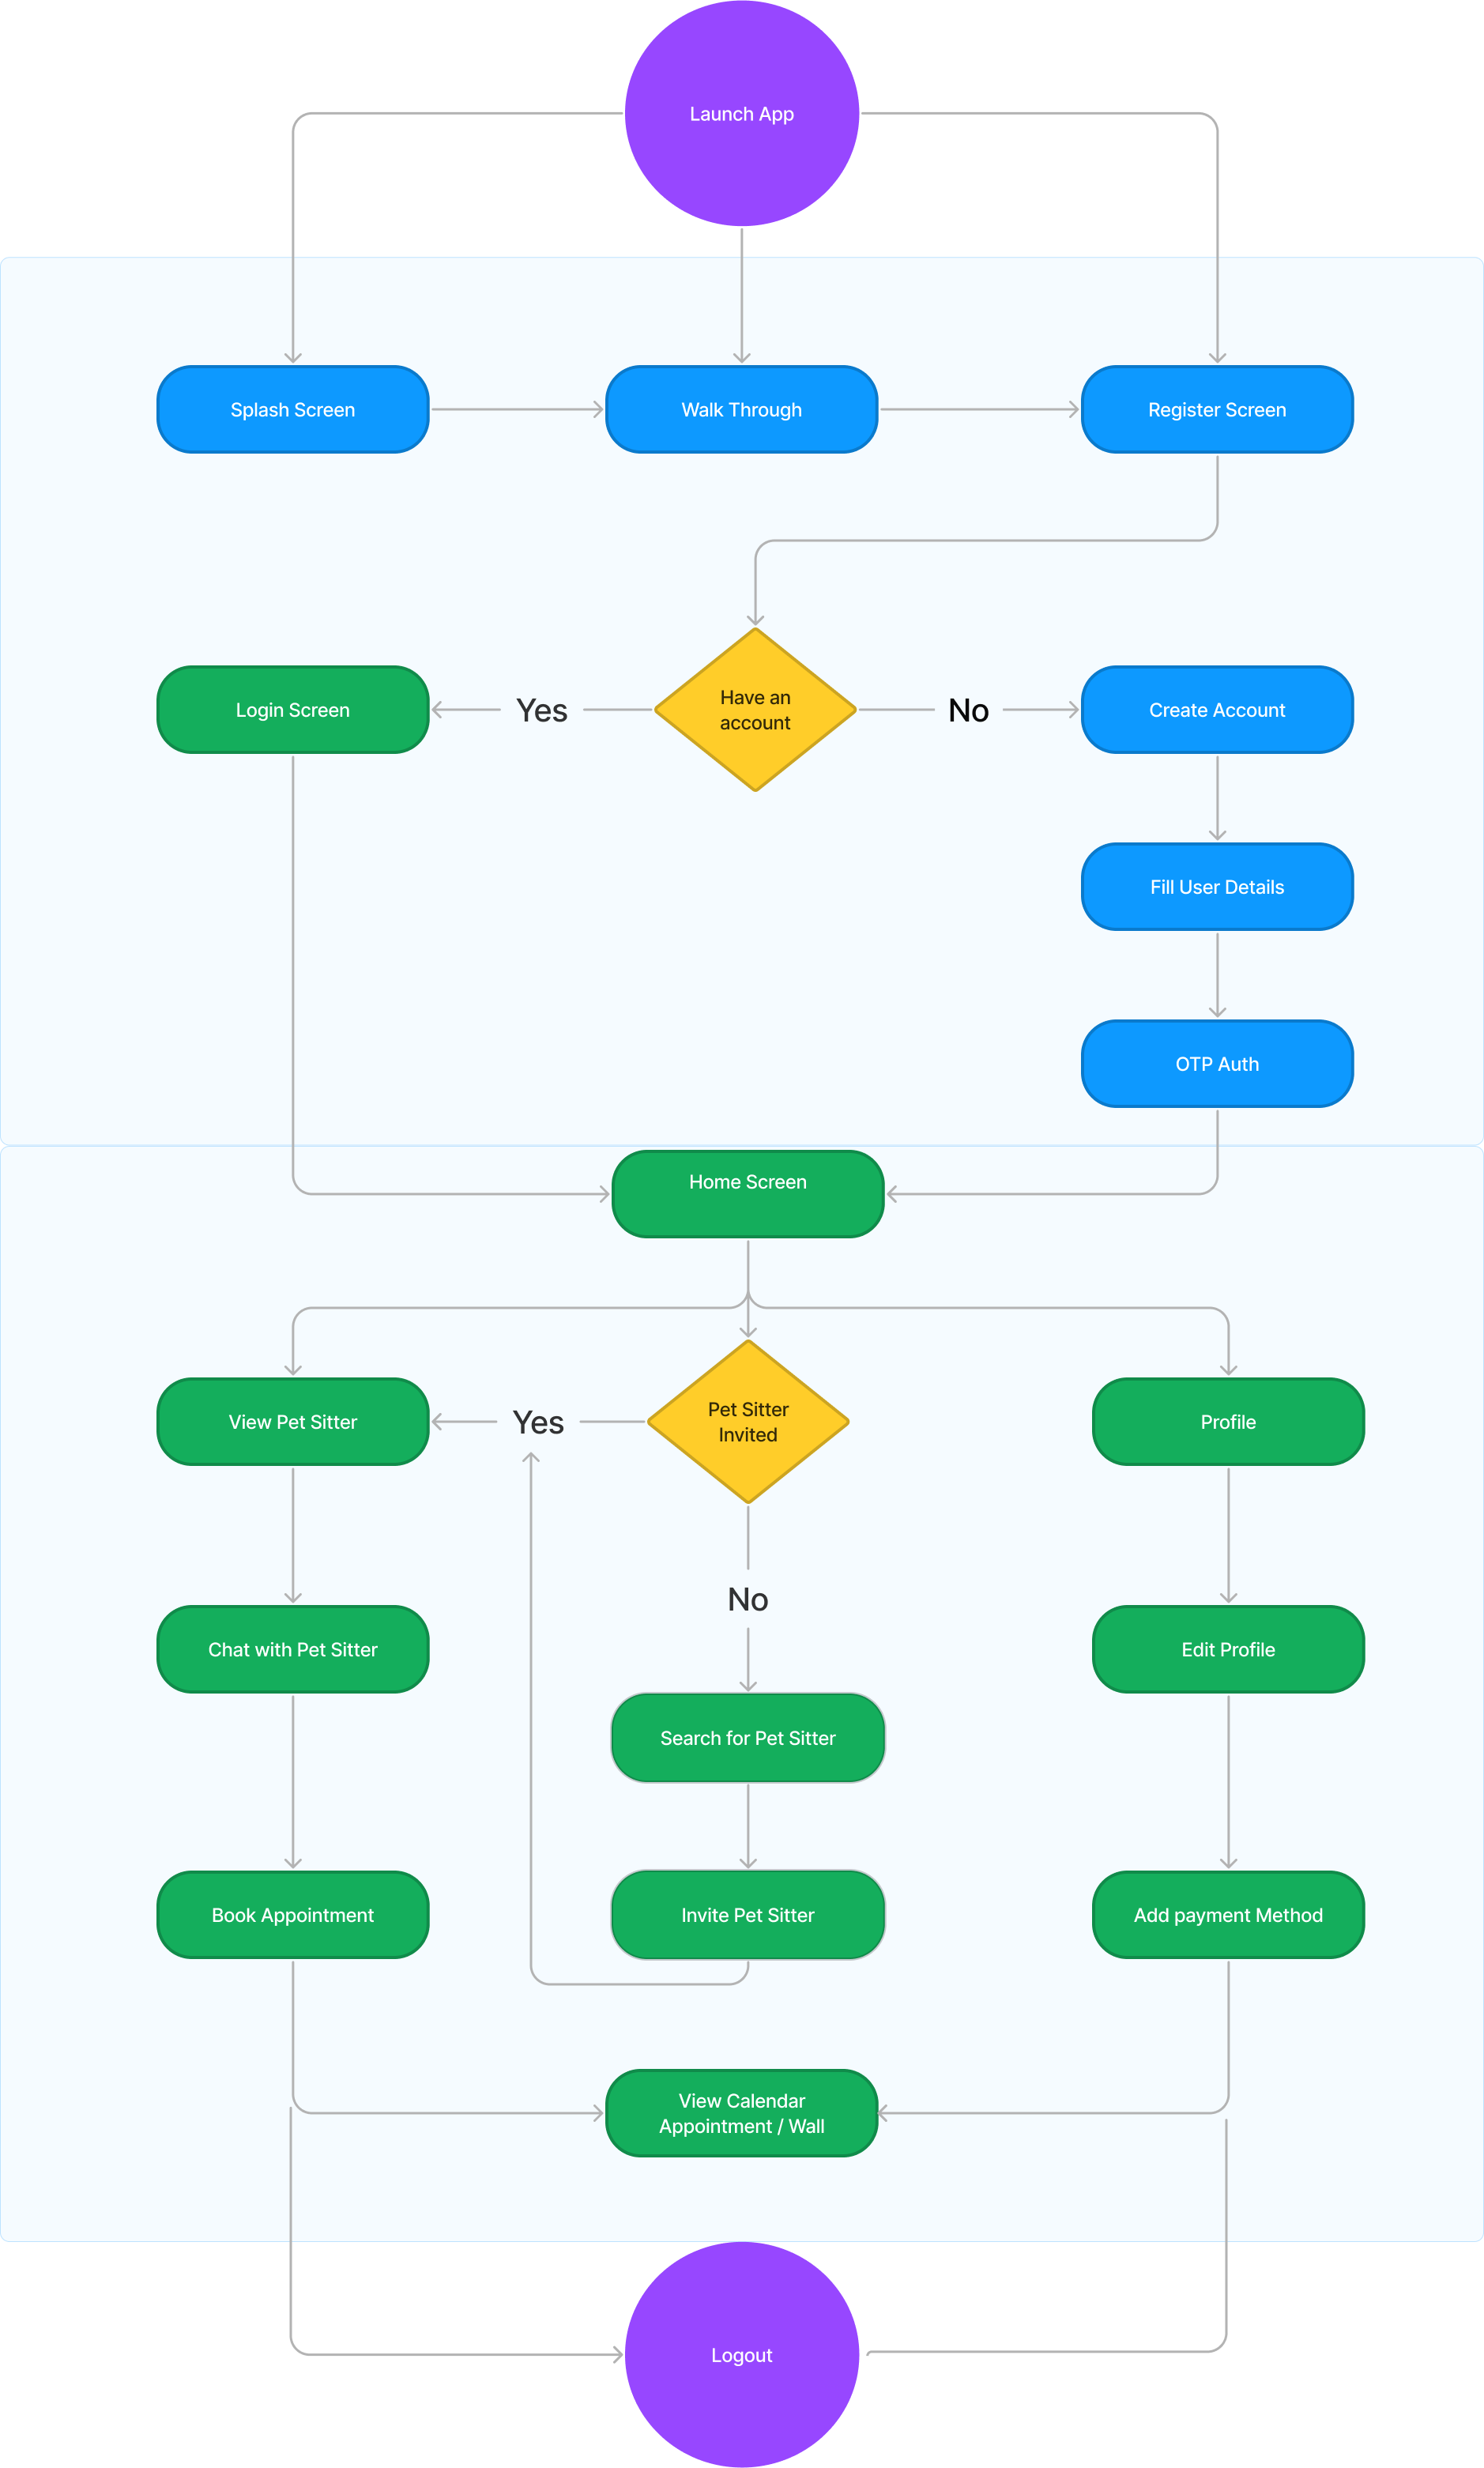 Launch App
Splash Screen
Walk Through
Register Screen
Login Screen
Yes
Have an
account
No
Create Account
Fill User Details
OTP Auth
Home Screen
View Pet Sitter
Yes
Pet Sitter
Invited
Profile
No
Chat with Pet Sitter
Edit Profile
Search for Pet Sitter
Book Appointment
Invite Pet Sitter
Add payment Method
View Calendar
Appointment / Wall
Logout